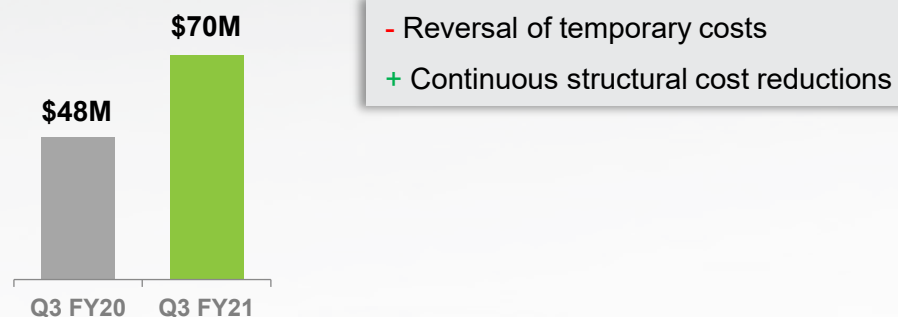 $70M
$48M
Q3 FY20 Q3 FY21
- Reversal of temporary costs
+ Continuous structural cost reductions